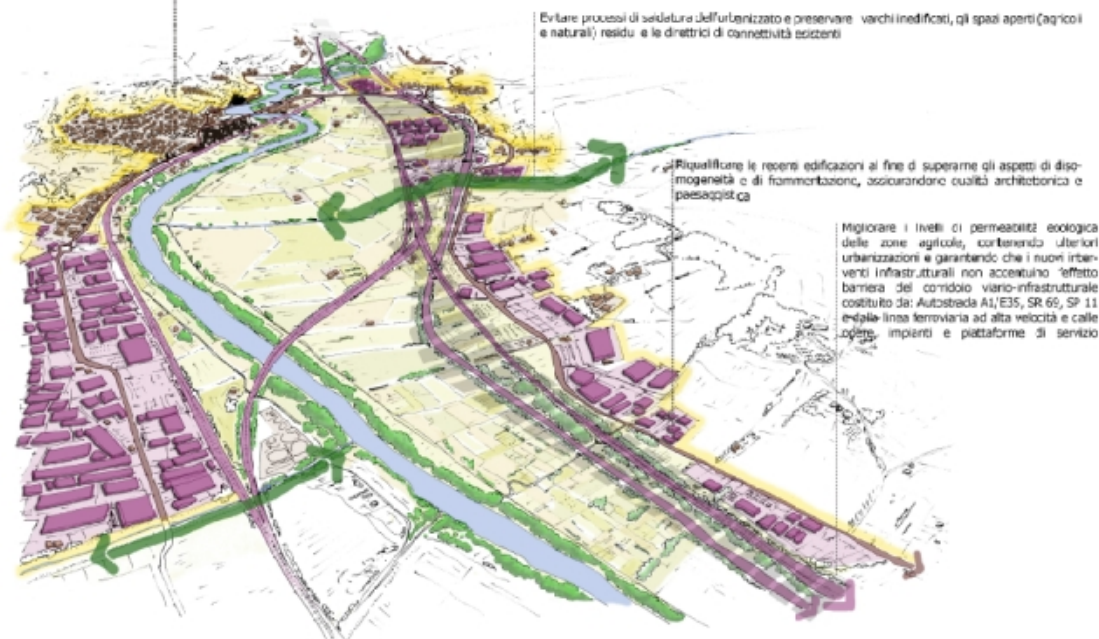 Evitare processi di saldatura dell'urbanizzato e preservare varchi inedificati, gli spazi aperti (agricoli
e naturali) residu e le direttrici di connettività esistenti
Riqualificare le recenti edificazioni al fine di superarne gli aspetti di diso-
mogeneità e di frammentazione, assicurandone qualità architettonica e
paesaggistica
Migliorare i livelli di permeabilità ecologica
delle zone agricole, contenendo ulteriori
urbanizzazioni e garantendo che i nuovi inter-
venti infrastrutturali non accentuino l'effetto
barriera del corridoio viario-infrastrutturale
costituito da: Autostrada A1/E35, SR 69, SP 11
e dalla linea ferroviaria ad alta velocità e dalle
opere, impianti e piattaforme di servizio